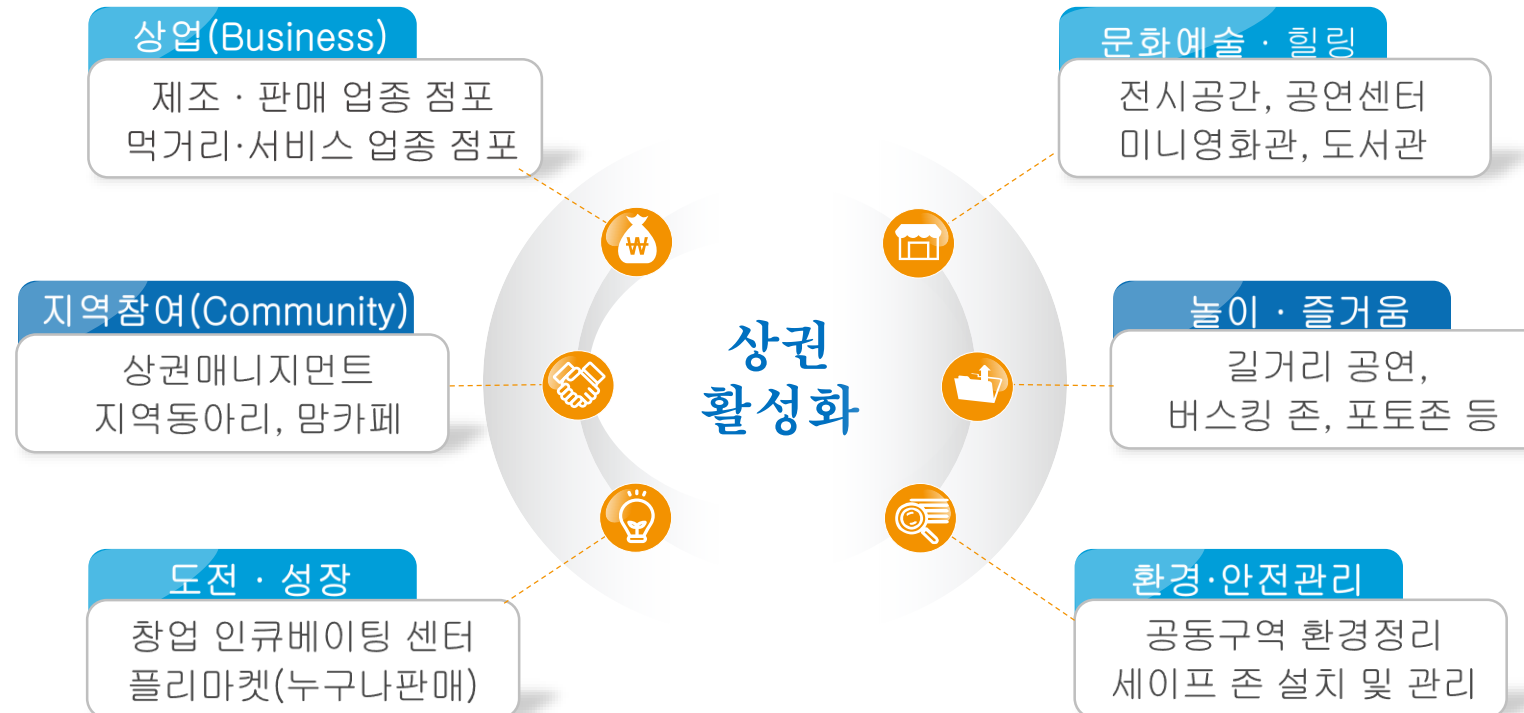 상업(Business)
제조 · 판매 업종 점포
먹거리·서비스 업종 점포
문화예술 · 힐링
전시공간, 공연센터
미니영화관, 도서관
지역참여(Community)
상권매니지먼트
지역동아리, 맘카페
상권
활성화
놀이 · 즐거움
길거리 공연,
버스킹 존, 포토존 등
도전 · 성장
창업 인큐베이팅 센터
플리마켓(누구나판매)
환경·안전관리
공동구역 환경정리
세이프 존 설치 및 관리